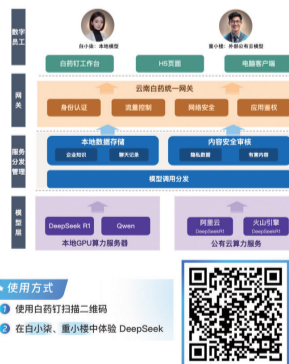 数字员工
白小柒：本地模型
重小楼：外部公有云模型
白药钉工作台
H5页面
电脑客户端
网关
云南白药统一网关
身份认证
流量控制
网络安全
应用鉴权
服务分发管理
本地数据存储
企业知识
聊天记录
内容安全审核
隐私数据
有害内容
模型调用分发
模型层
DeepSeek R1
Qwen
本地GPU算力服务器
阿里云
DeepSeekR1
火山引擎
DeepSeekR1
公有云算力服务
使用方式
1 使用白药钉扫描二维码
2 在白小柒、重小楼中体验 DeepSeek